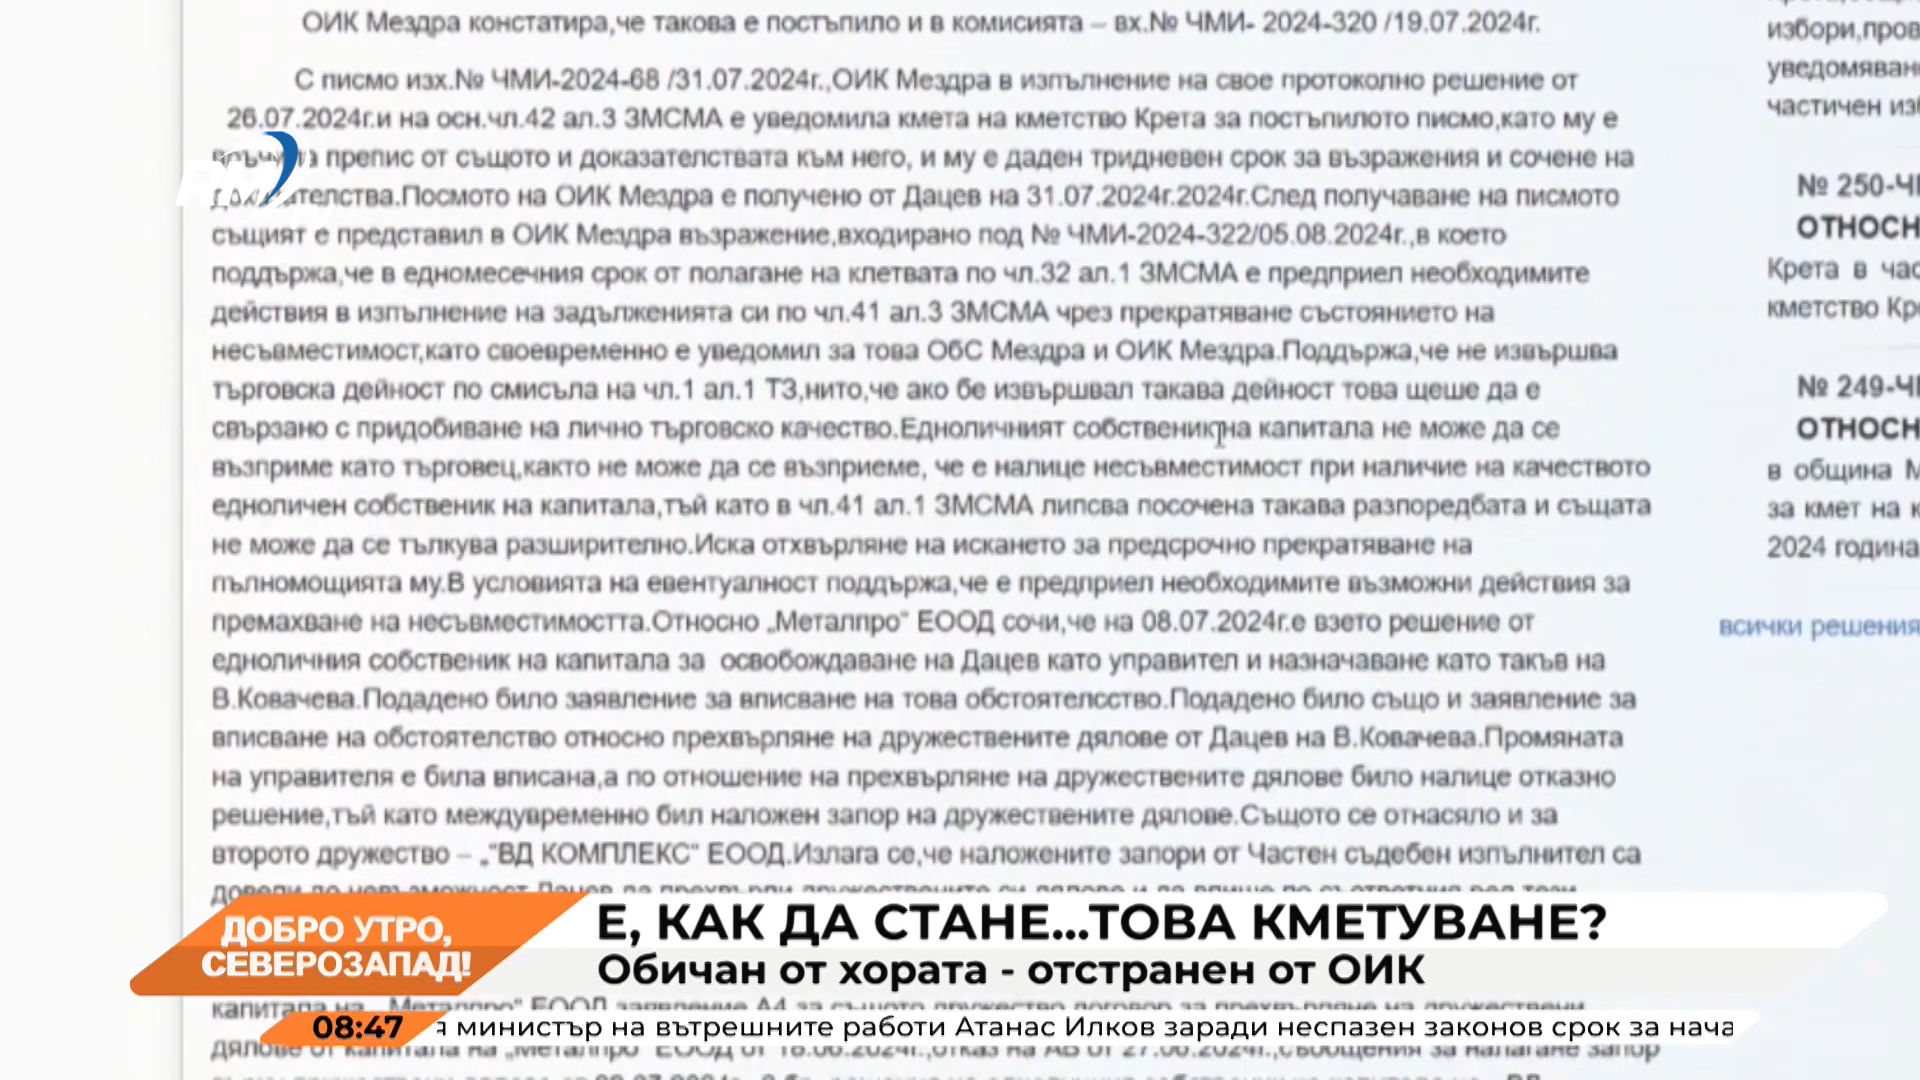 ОИК Мездра констатира,че такова е постъпило и в комисията – вх.№ ЧМИ- 2024-320 /19.07.2024г.
С писмо изх.№ ЧМИ-2024-68 /31.07.2024г.,ОИК Мездра в изпълнение на свое протоколно решение от
26.07.2024г.и на осн.чл.42 ал.3 ЗМСМА е уведомила кмета на кметство Крета за постъпилото писмо,като му е
препис от същото и доказателствата към него, и му е даден тридневен срок за възражения и сочене на
Посмото на ОИК Мездра е получено от Дацев на 31.07.2024г.2024г.След получаване на писмото
същият е представил в ОИК Мездра възражение,входирано под № ЧМИ-2024-322/05.08.2024г.,в което
поддържа,че в едномесечния срок от полагане на клетвата по чл.32 ал.1 ЗМСМА е предприел необходимите
действия в изпълнение на задълженията си по чл.41 ал.3 ЗМСМА чрез прекратяване състоянието на
несъвместимост,като своевременно е уведомил за това ОбС Мездра и ОИК Мездра.Поддържа,че не извършва
търговска дейност по смисъла на чл.1 ал.1 ТЗ,нито,че ако бе извършвал такава дейност това щеше да е
свързано с придобиване на лично търговско качество.Едноличният собственик на капитала не може да се
възприме като търговец,както не може да се възприеме, че е налице несъвместимост при наличие на качеството
едноличен собственик на капитала,тъй като в чл.41 ал.1 ЗМСМА липсва посочена такава разпоредбата и същата
не може да се тълкува разширително.Иска отхвърляне на искането за предсрочно прекратяване на
пълномощията му.В условията на евентуалност поддържа,че е предприел необходимите възможни действия за
премахване на несъвместимостта.Относно „Металпро“ ЕООД сочи,че на 08.07.2024г.е взето решение от
едноличния собственик на капитала за освобождаване на Дацев като управител и назначаване като такъв на
В.Ковачева.Подадено било заявление за вписване на това обстоятелсство.Подадено било също и заявление за
вписване на обстоятелство относно прехвърляне на дружествените дялове от Дацев на В.Ковачева.Промяната
на управителя е била вписана,а по отношение на прехвърляне на дружествените дялове било налице отказно
решение,тъй като междувременно бил наложен запор на дружествените дялове.Същото се отнасяло и за
второто дружество – „“ВД КОМПЛЕКС“ ЕООД.Излага се,че наложените запори от Частен съдебен изпълнител са
избори,пров
уведомяван
частичен из
№ 250-Ч
ОТНОСН
Крета в час
кметство Кр
№ 249-Ч
ОТНОСН
в община М
за кмет на к
2024 година
всички решения
RM
ДОБРО УТРО,
СЕВЕРОЗАПАД!
Е, КАК ДА СТАНЕ...ТОВА КМЕТУВАНЕ?
Обичан от хората - отстранен от ОИК
08:47
я министър на вътрешните работи Атанас Илков заради неспазен законов срок за нача